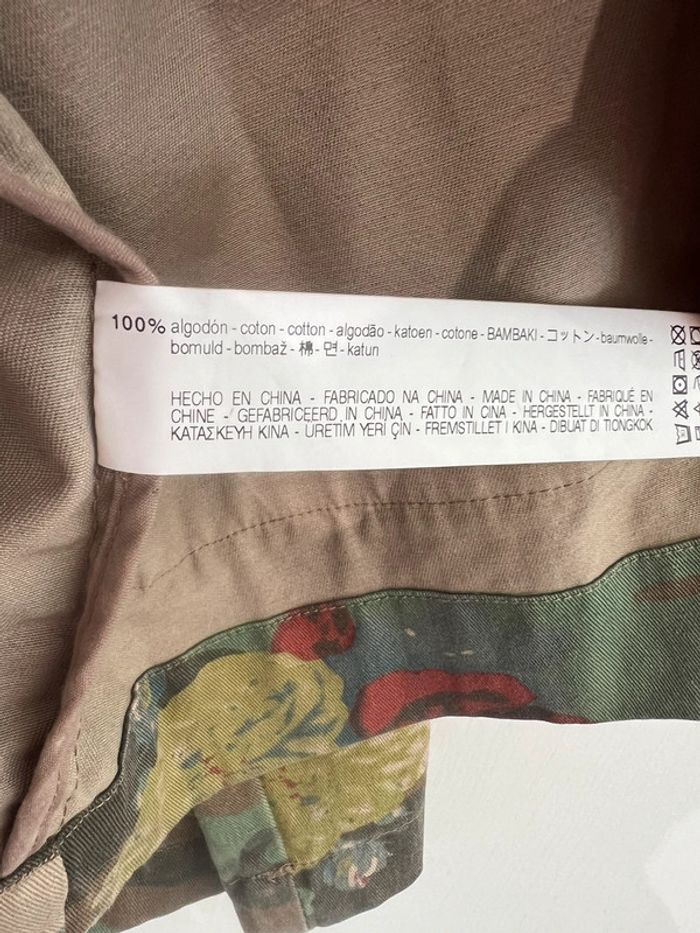 100% algodón - coton - cotton - algodão - katoen - cotone - BAMBAKI - コットン - baumwolle -
bomuld - bombaž - 棉 - 면 - katun
HECHO EN CHINA - FABRICADO NA CHINA - MADE IN CHINA - FABRIQUÉ EN
CHINE - GEFABRICEERD IN CHINA - FATTO IN CINA - HERGESTELLT IN CHINA -
ΚΑΤΑΣΚΕΥΗ ΚΙΝΑ - ÜRETIM YERI ÇIN - FREMSTILLET I KINA - DIBUAT DI TIONGKOK